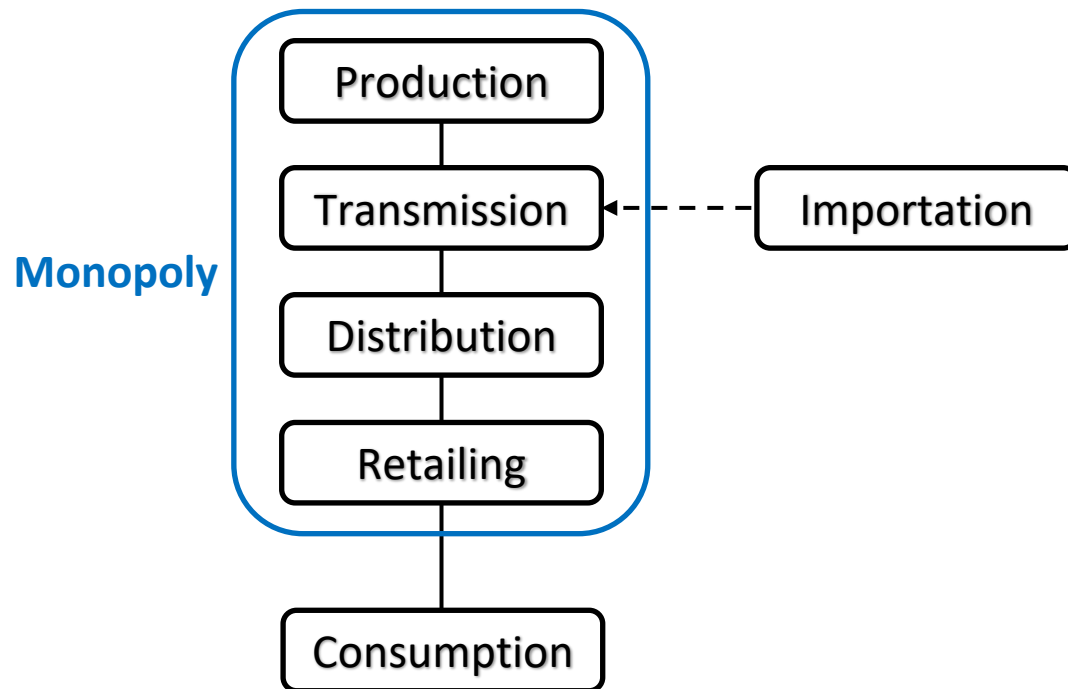 Production
Transmission
Importation
Monopoly
Distribution
Retailing
Consumption